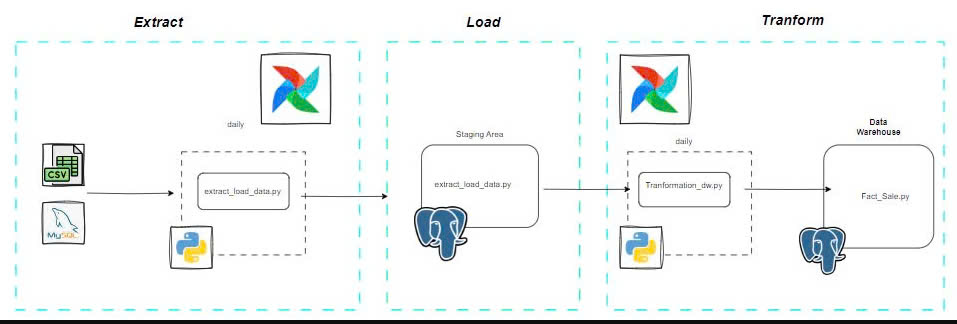 Extract
Load
Tranform
daily
CSV
MySQL
extract_load_data.py
Staging Area
extract_load_data.py
daily
Tranformation_dw.py
Data
Warehouse
Fact_Sale.py